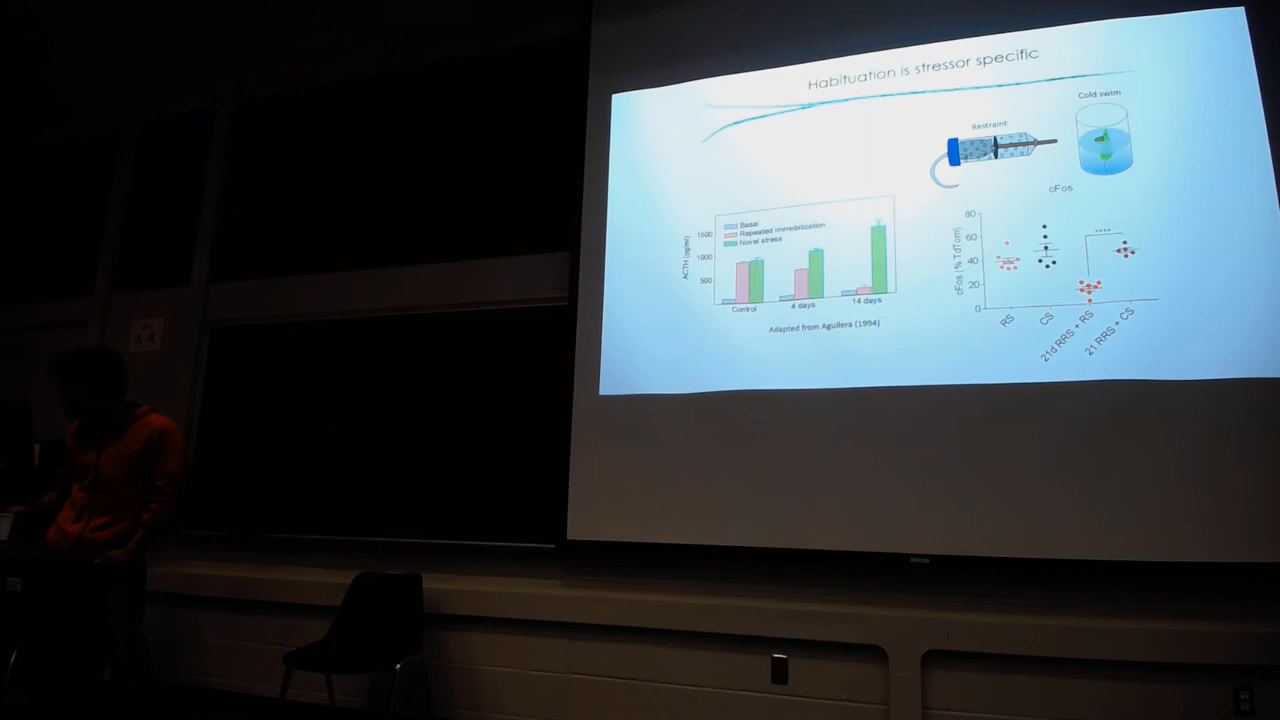 Habituation is stressor specific
Cold swim
Restraint
cFos
Basal
Repeated immobilization
Novel stress
ACTH (pg/ml)
1500
1000
500
Control
4 days
14 days
Adapted from Aguilera (1994)
cFos (% TdTom)
80
60
40
20
0
****
RS
CS
21d RRS + RS
21 RRS + CS
A A